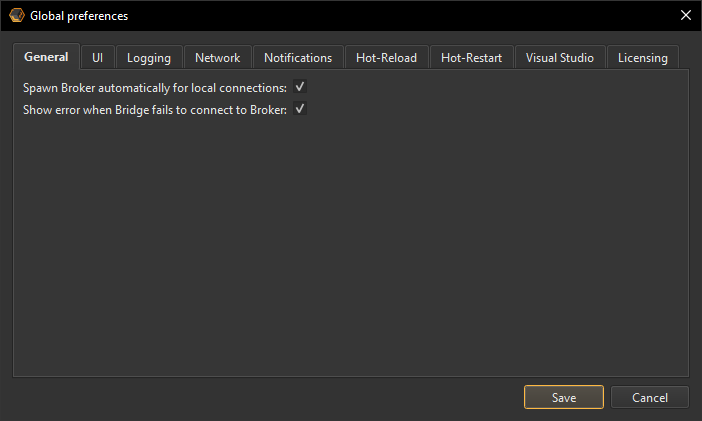 Global preferences
General UI Logging Network Notifications Hot-Reload Hot-Restart Visual Studio Licensing
Spawn Broker automatically for local connections:
Show error when Bridge fails to connect to Broker:
Save Cancel